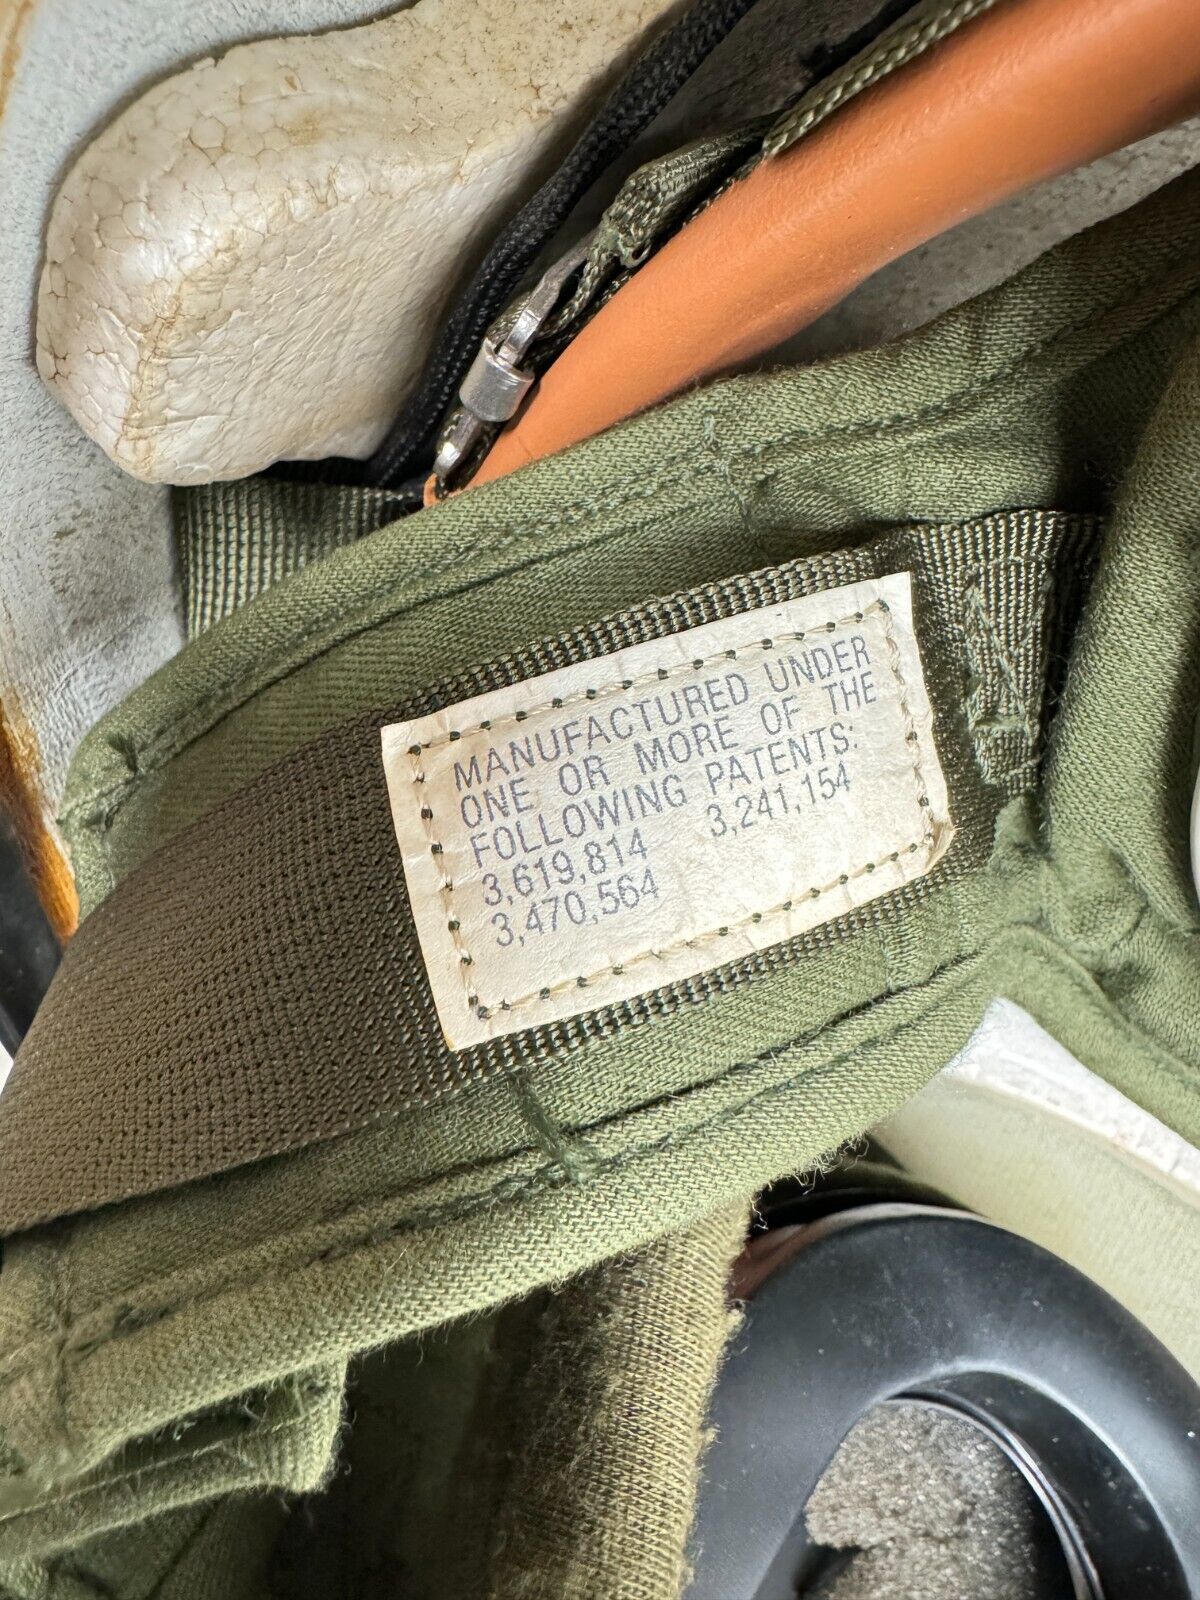 MANUFACTURED UNDER
ONE OR MORE OF THE
FOLLOWING PATENTS:
3,619,814 3,241,154
3,470,564